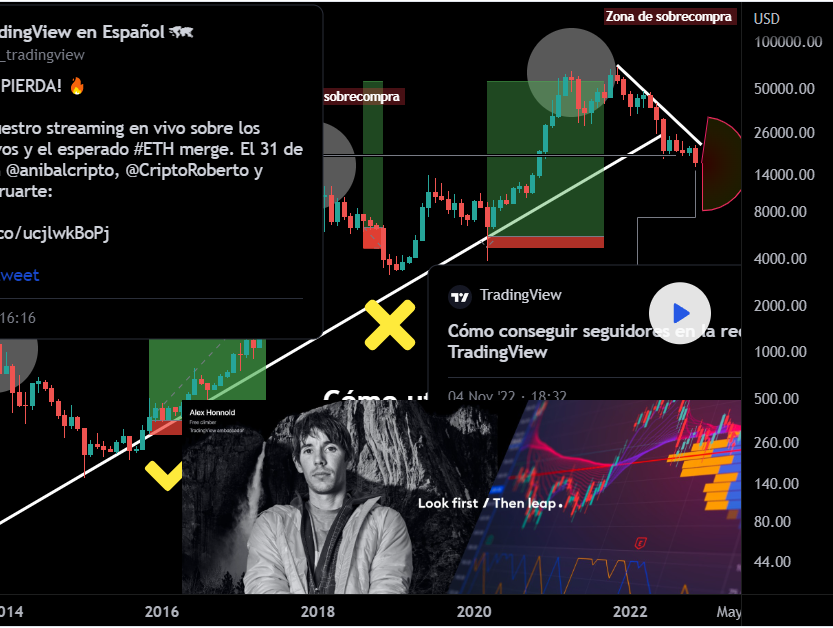 dingView en Español
_tradingview
PIERDA!
uestro streaming en vivo sobre los
vos y el esperado #ETH merge. El 31 de
@anibalcripto, @CriptoRoberto y
ruarte:
co/ucjlwkBoPj
weet
16:16
Zona de sobrecompra
sobrecompra
USD
100000.00
50000.00
26000.00
14000.00
8000.00
4000.00
2000.00
1000.00
500.00
260.00
140.00
80.00
44.00
TradingView
Cómo conseguir seguidores en la re
TradingView
04 Nov '22 · 18:32
Cómo ut
Alex Honnold
Free climber
TradingView ambassador
Look first / Then leap.
014
2016
2018
2020
2022
May